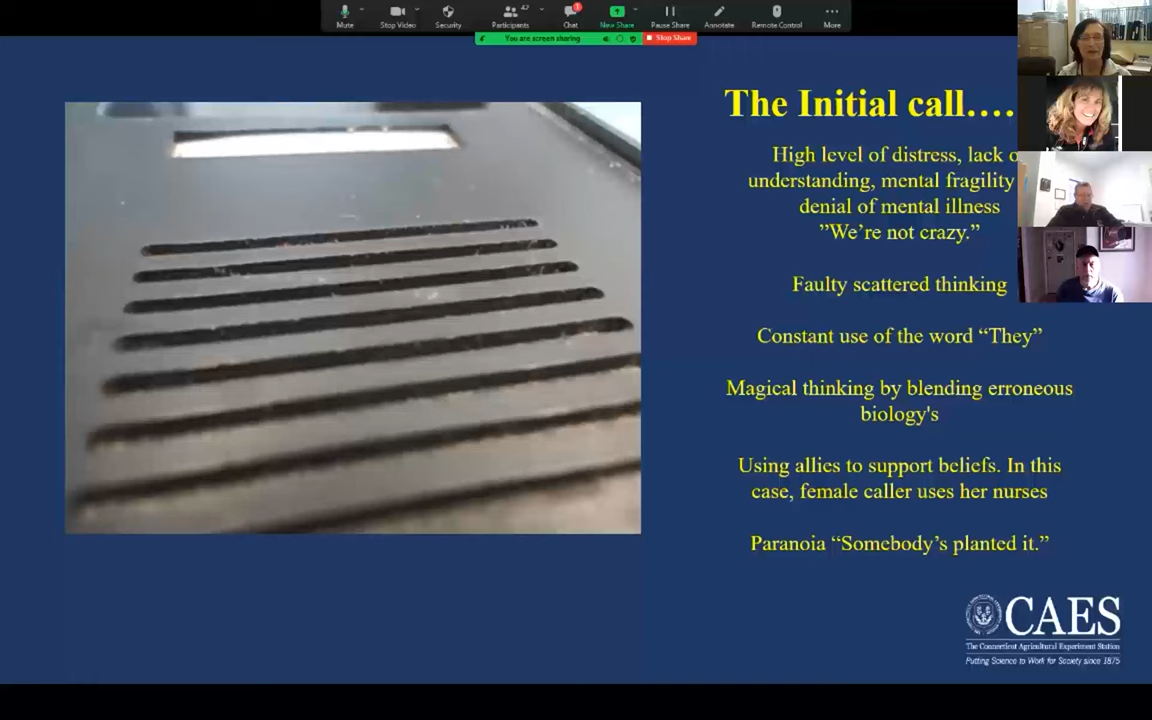 Mute
Stop Video
Security
Participants
42
Chat
1
New Share
Pause Share
Annotate
Remote Control
More
You are screen sharing
Stop Share
The Initial call….
High level of distress, lack
understanding, mental fragility
denial of mental illness
”We’re not crazy.”
Faulty scattered thinking
Constant use of the word “They”
Magical thinking by blending erroneous
biology's
Using allies to support beliefs. In this
case, female caller uses her nurses
Paranoia “Somebody’s planted it.”
CAES
The Connecticut Agricultural Experiment Station
Putting Science to Work for Society since 1875